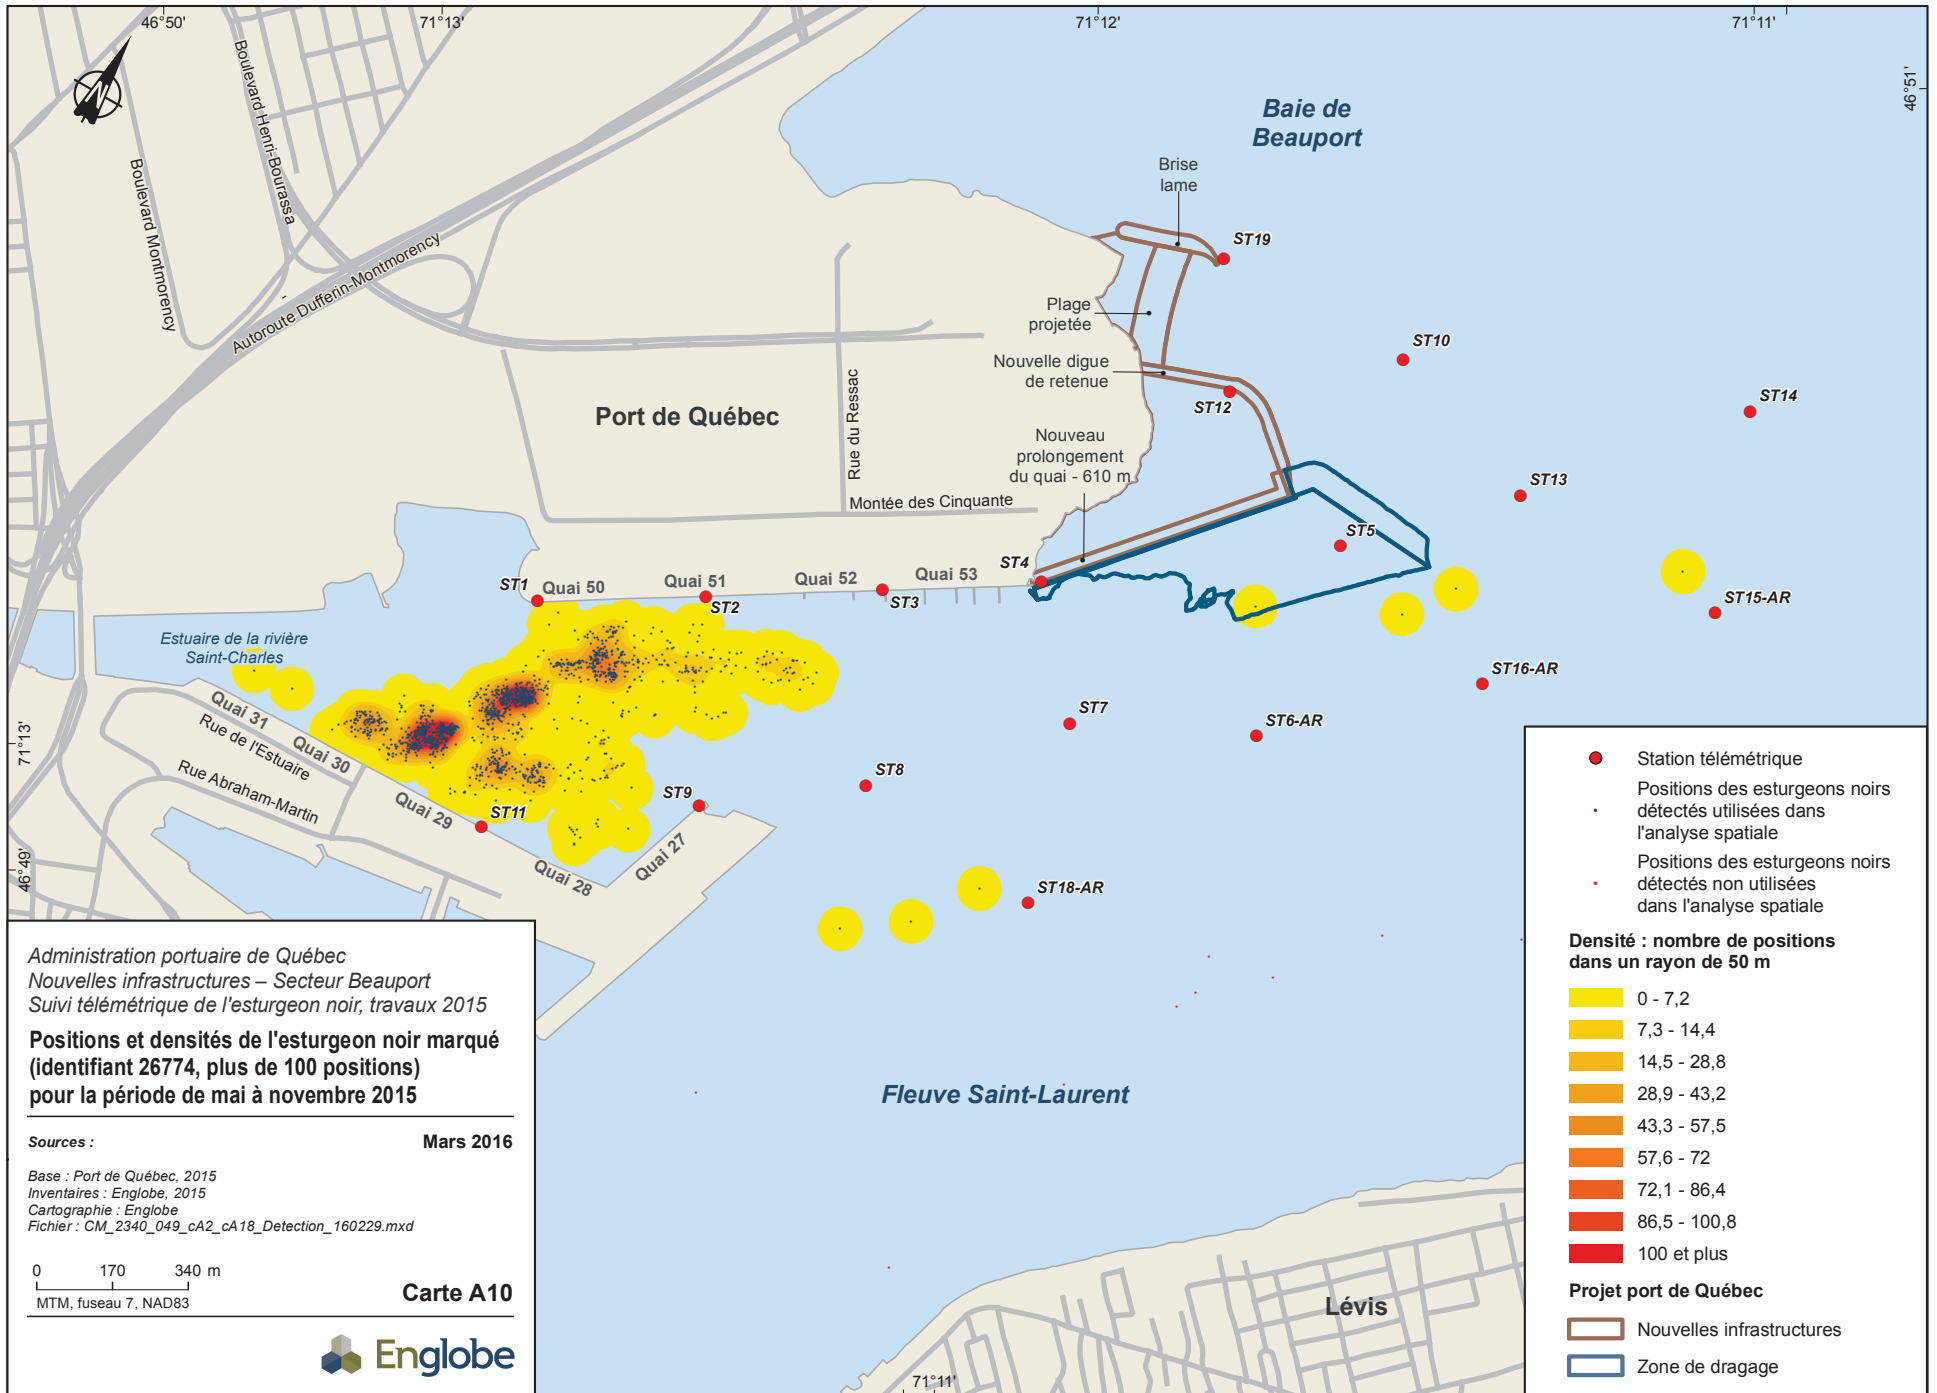 46°50'
71°13'
71°12'
71°11'
46°51'
Boulevard Henri-Bourassa
Boulevard Montmorency
Autoroute Dufferin-Montmorency
Baie de
Beauport
Brise
lame
ST19
Plage
projetée
ST10
Nouvelle digue
de retenue
ST12
ST14
Port de Québec
Rue du Ressac
Nouveau
prolongement
du quai - 610 m
Montée des Cinquante
ST13
ST5
ST4
ST1
Quai 50
Quai 51
Quai 52
Quai 53
ST2
ST3
ST15-AR
Estuaire de la rivière
Saint-Charles
ST16-AR
Quai 31
Rue de l'Estuaire
Quai 30
Rue Abraham-Martin
Quai 29
ST11
ST9
ST8
ST7
ST6-AR
Quai 28
Quai 27
ST18-AR
71°13'
46°49'
Fleuve Saint-Laurent
Lévis
71°11'
Administration portuaire de Québec
Nouvelles infrastructures – Secteur Beauport
Suivi télémétrique de l'esturgeon noir, travaux 2015
Positions et densités de l'esturgeon noir marqué
(identifiant 26774, plus de 100 positions)
pour la période de mai à novembre 2015
Sources :
Mars 2016
Base : Port de Québec, 2015
Inventaires : Englobe, 2015
Cartographie : Englobe
Fichier : CM_2340_049_cA2_cA18_Detection_160229.mxd
0 170 340 m
MTM, fuseau 7, NAD83
Carte A10
Englobe
Station télémétrique
Positions des esturgeons noirs
détectés utilisées dans
l'analyse spatiale
Positions des esturgeons noirs
détectés non utilisées
dans l'analyse spatiale
Densité : nombre de positions
dans un rayon de 50 m
0 - 7,2
7,3 - 14,4
14,5 - 28,8
28,9 - 43,2
43,3 - 57,5
57,6 - 72
72,1 - 86,4
86,5 - 100,8
100 et plus
Projet port de Québec
Nouvelles infrastructures
Zone de dragage